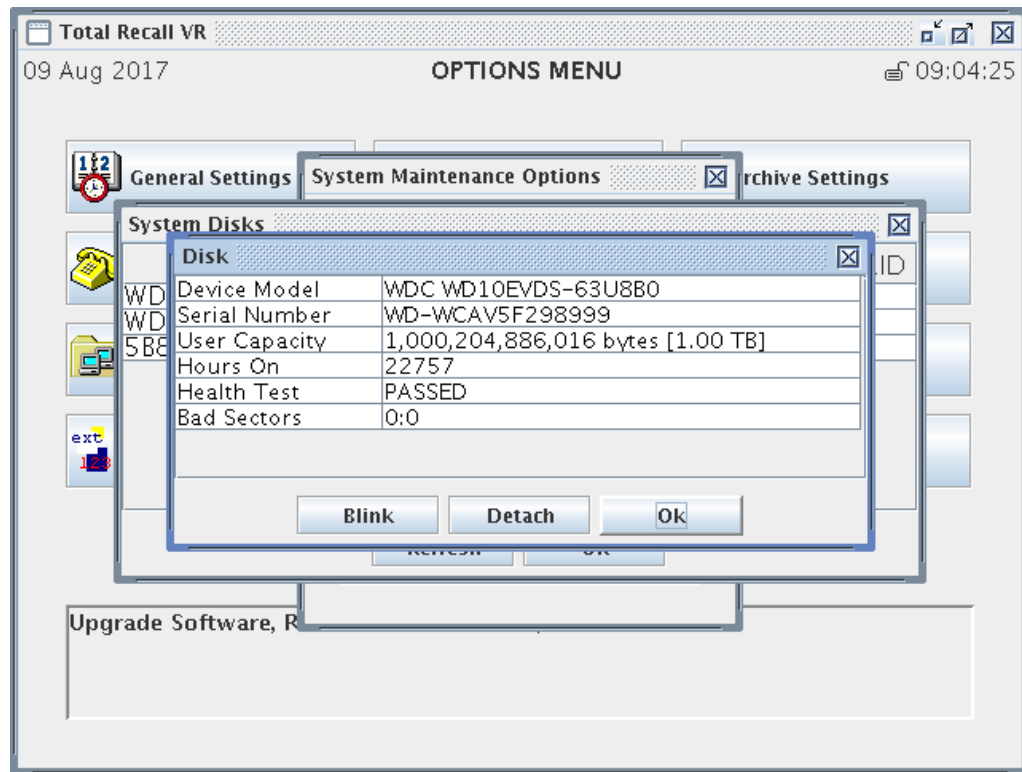 Total Recall VR
09 Aug 2017 OPTIONS MENU 09:04:25
General Settings
System Maintenance Options
rchive Settings
System Disks
Disk
ID
WD
WD
5B8
Device Model WDC WD10EVDS-63U8B0
Serial Number WD-WCAV5F298999
User Capacity 1,000,204,886,016 bytes [1.00 TB]
Hours On 22757
Health Test PASSED
Bad Sectors 0:0
ext
123
Blink Detach Ok
Refresh Ok
Upgrade Software, R